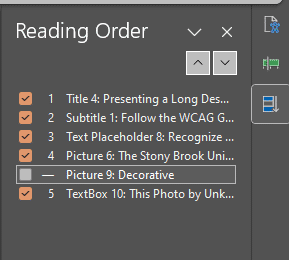 Reading Order
1 Title 4: Presenting a Long Des...
2 Subtitle 1: Follow the WCAG G...
3 Text Placeholder 8: Recognize ...
4 Picture 6: The Stony Brook Uni...
— Picture 9: Decorative
5 TextBox 10: This Photo by Unk...